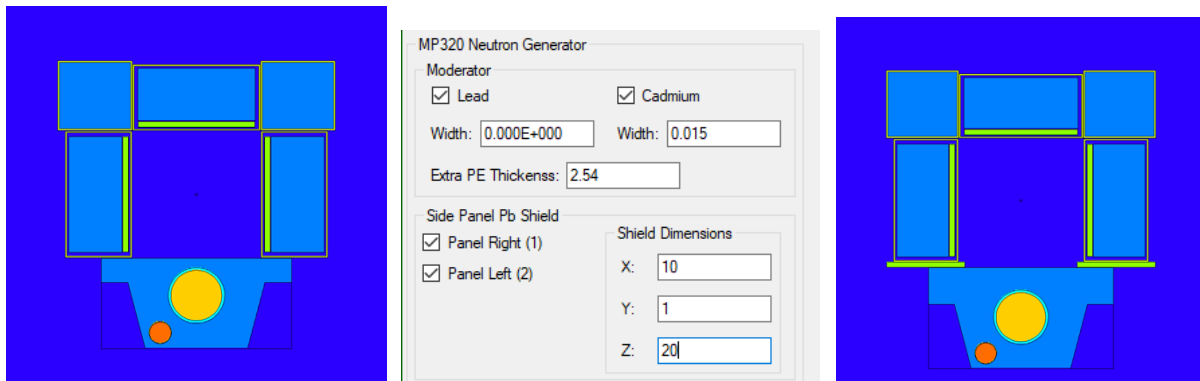 MP320 Neutron Generator
Moderator
Lead Cadmium
Width: 0.000E+000 Width: 0.015
Extra PE Thickenss: 2.54
Side Panel Pb Shield
Panel Right (1)
Panel Left (2)
Shield Dimensions
X: 10
Y: 1
Z: 20